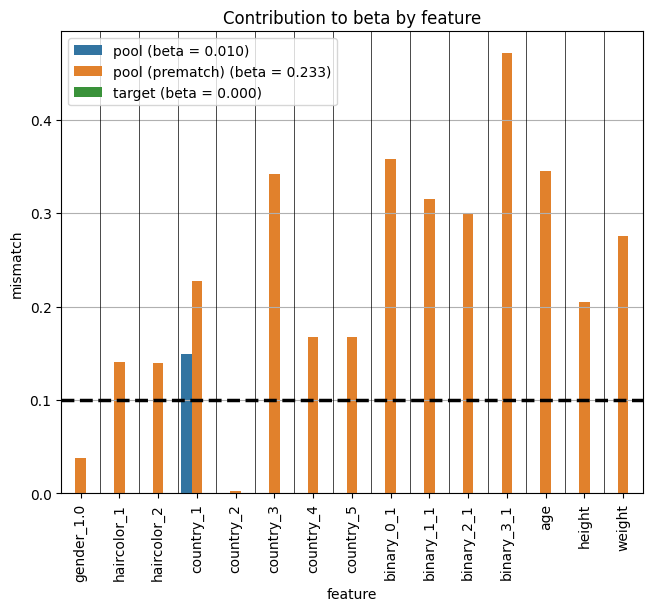 Contribution to beta by feature
pool (beta = 0.010)
pool (prematch) (beta = 0.233)
target (beta = 0.000)
mismatch
0.4
0.3
0.2
0.1
0.0
gender_1.0
haircolor_1
haircolor_2
country_1
country_2
country_3
country_4
country_5
binary_0_1
binary_1_1
binary_2_1
binary_3_1
age
height
weight
feature